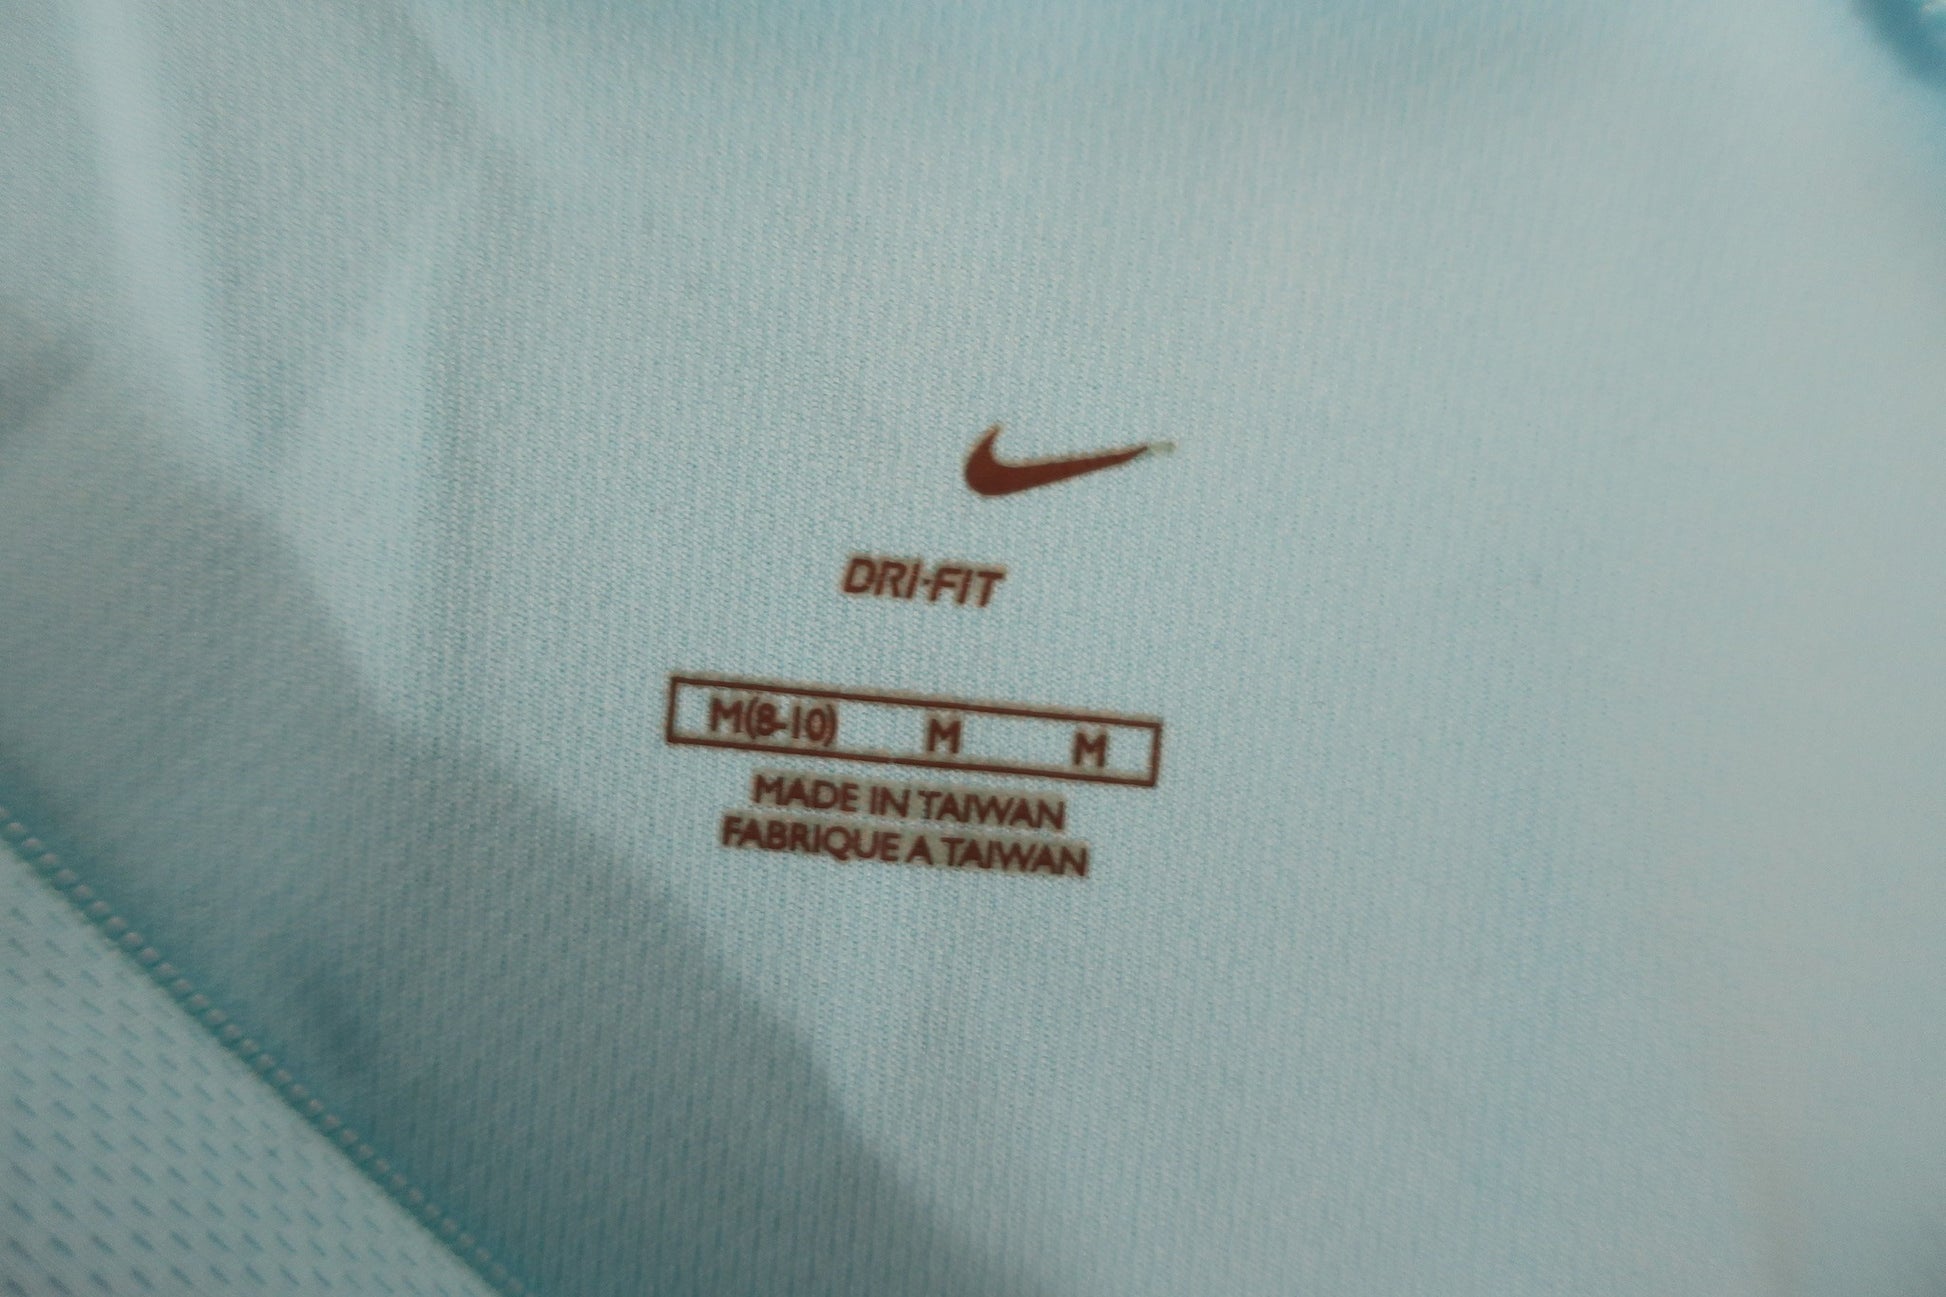 DRI-FIT
M(8-10) M M
MADE IN TAIWAN
FABRIQUE A TAIWAN